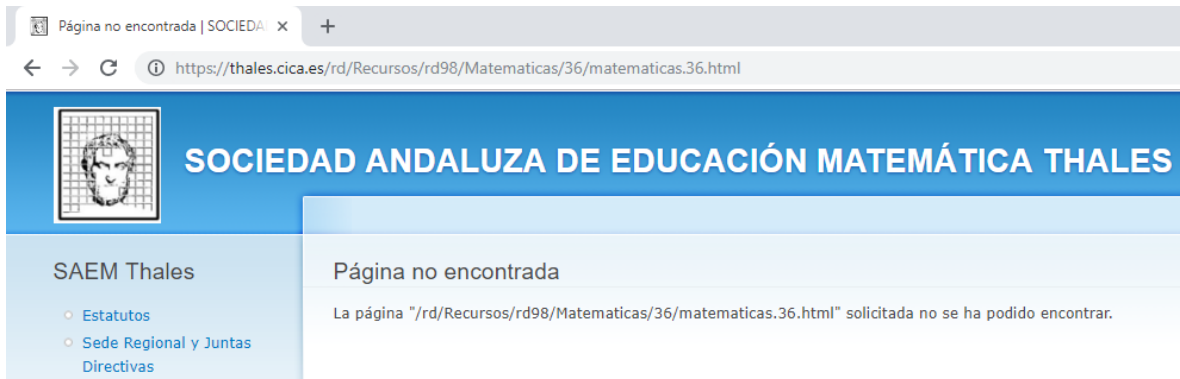 Página no encontrada | SOCIEDA
https://thales.cica.es/rd/Recursos/rd98/Matematicas/36/matematicas.36.html
SOCIEDAD ANDALUZA DE EDUCACIÓN MATEMÁTICA THALES
SAEM Thales
Estatutos
Sede Regional y Juntas
Directivas
Página no encontrada
La página "/rd/Recursos/rd98/Matematicas/36/matematicas.36.html" solicitada no se ha podido encontrar.